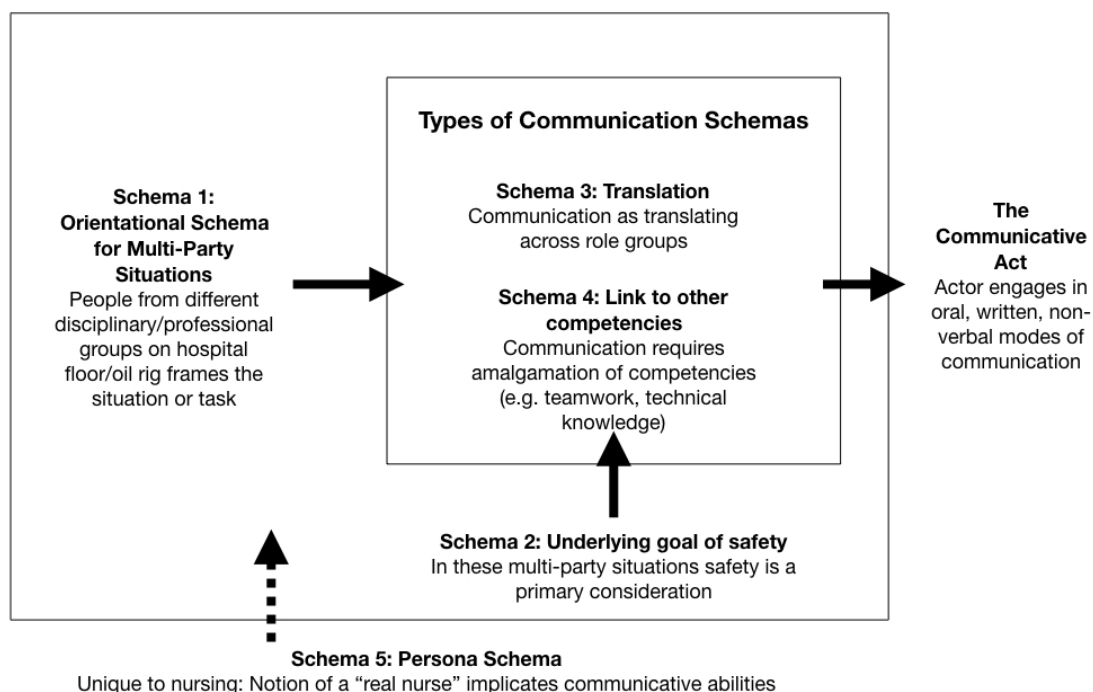 Types of Communication Schemas
Schema 1:
Orientational Schema
for Multi-Party
Situations
People from different
disciplinary/professional
groups on hospital
floor/oil rig frames the
situation or task
Schema 3: Translation
Communication as translating
across role groups
Schema 4: Link to other
competencies
Communication requires
amalgamation of competencies
(e.g. teamwork, technical
knowledge)
The
Communicative
Act
Actor engages in
oral, written, non-
verbal modes of
communication
Schema 2: Underlying goal of safety
In these multi-party situations safety is a
primary consideration
Schema 5: Persona Schema
Unique to nursing: Notion of a “real nurse” implicates communicative abilities